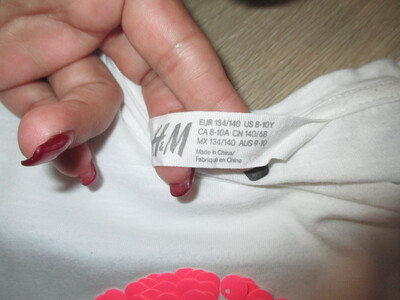 H&M
EUR 134/140 US 8-10Y
CA 8-10A CN 140/68
MX 134/140 AUS 9-10
Made in China/
Fabriqué en Chine